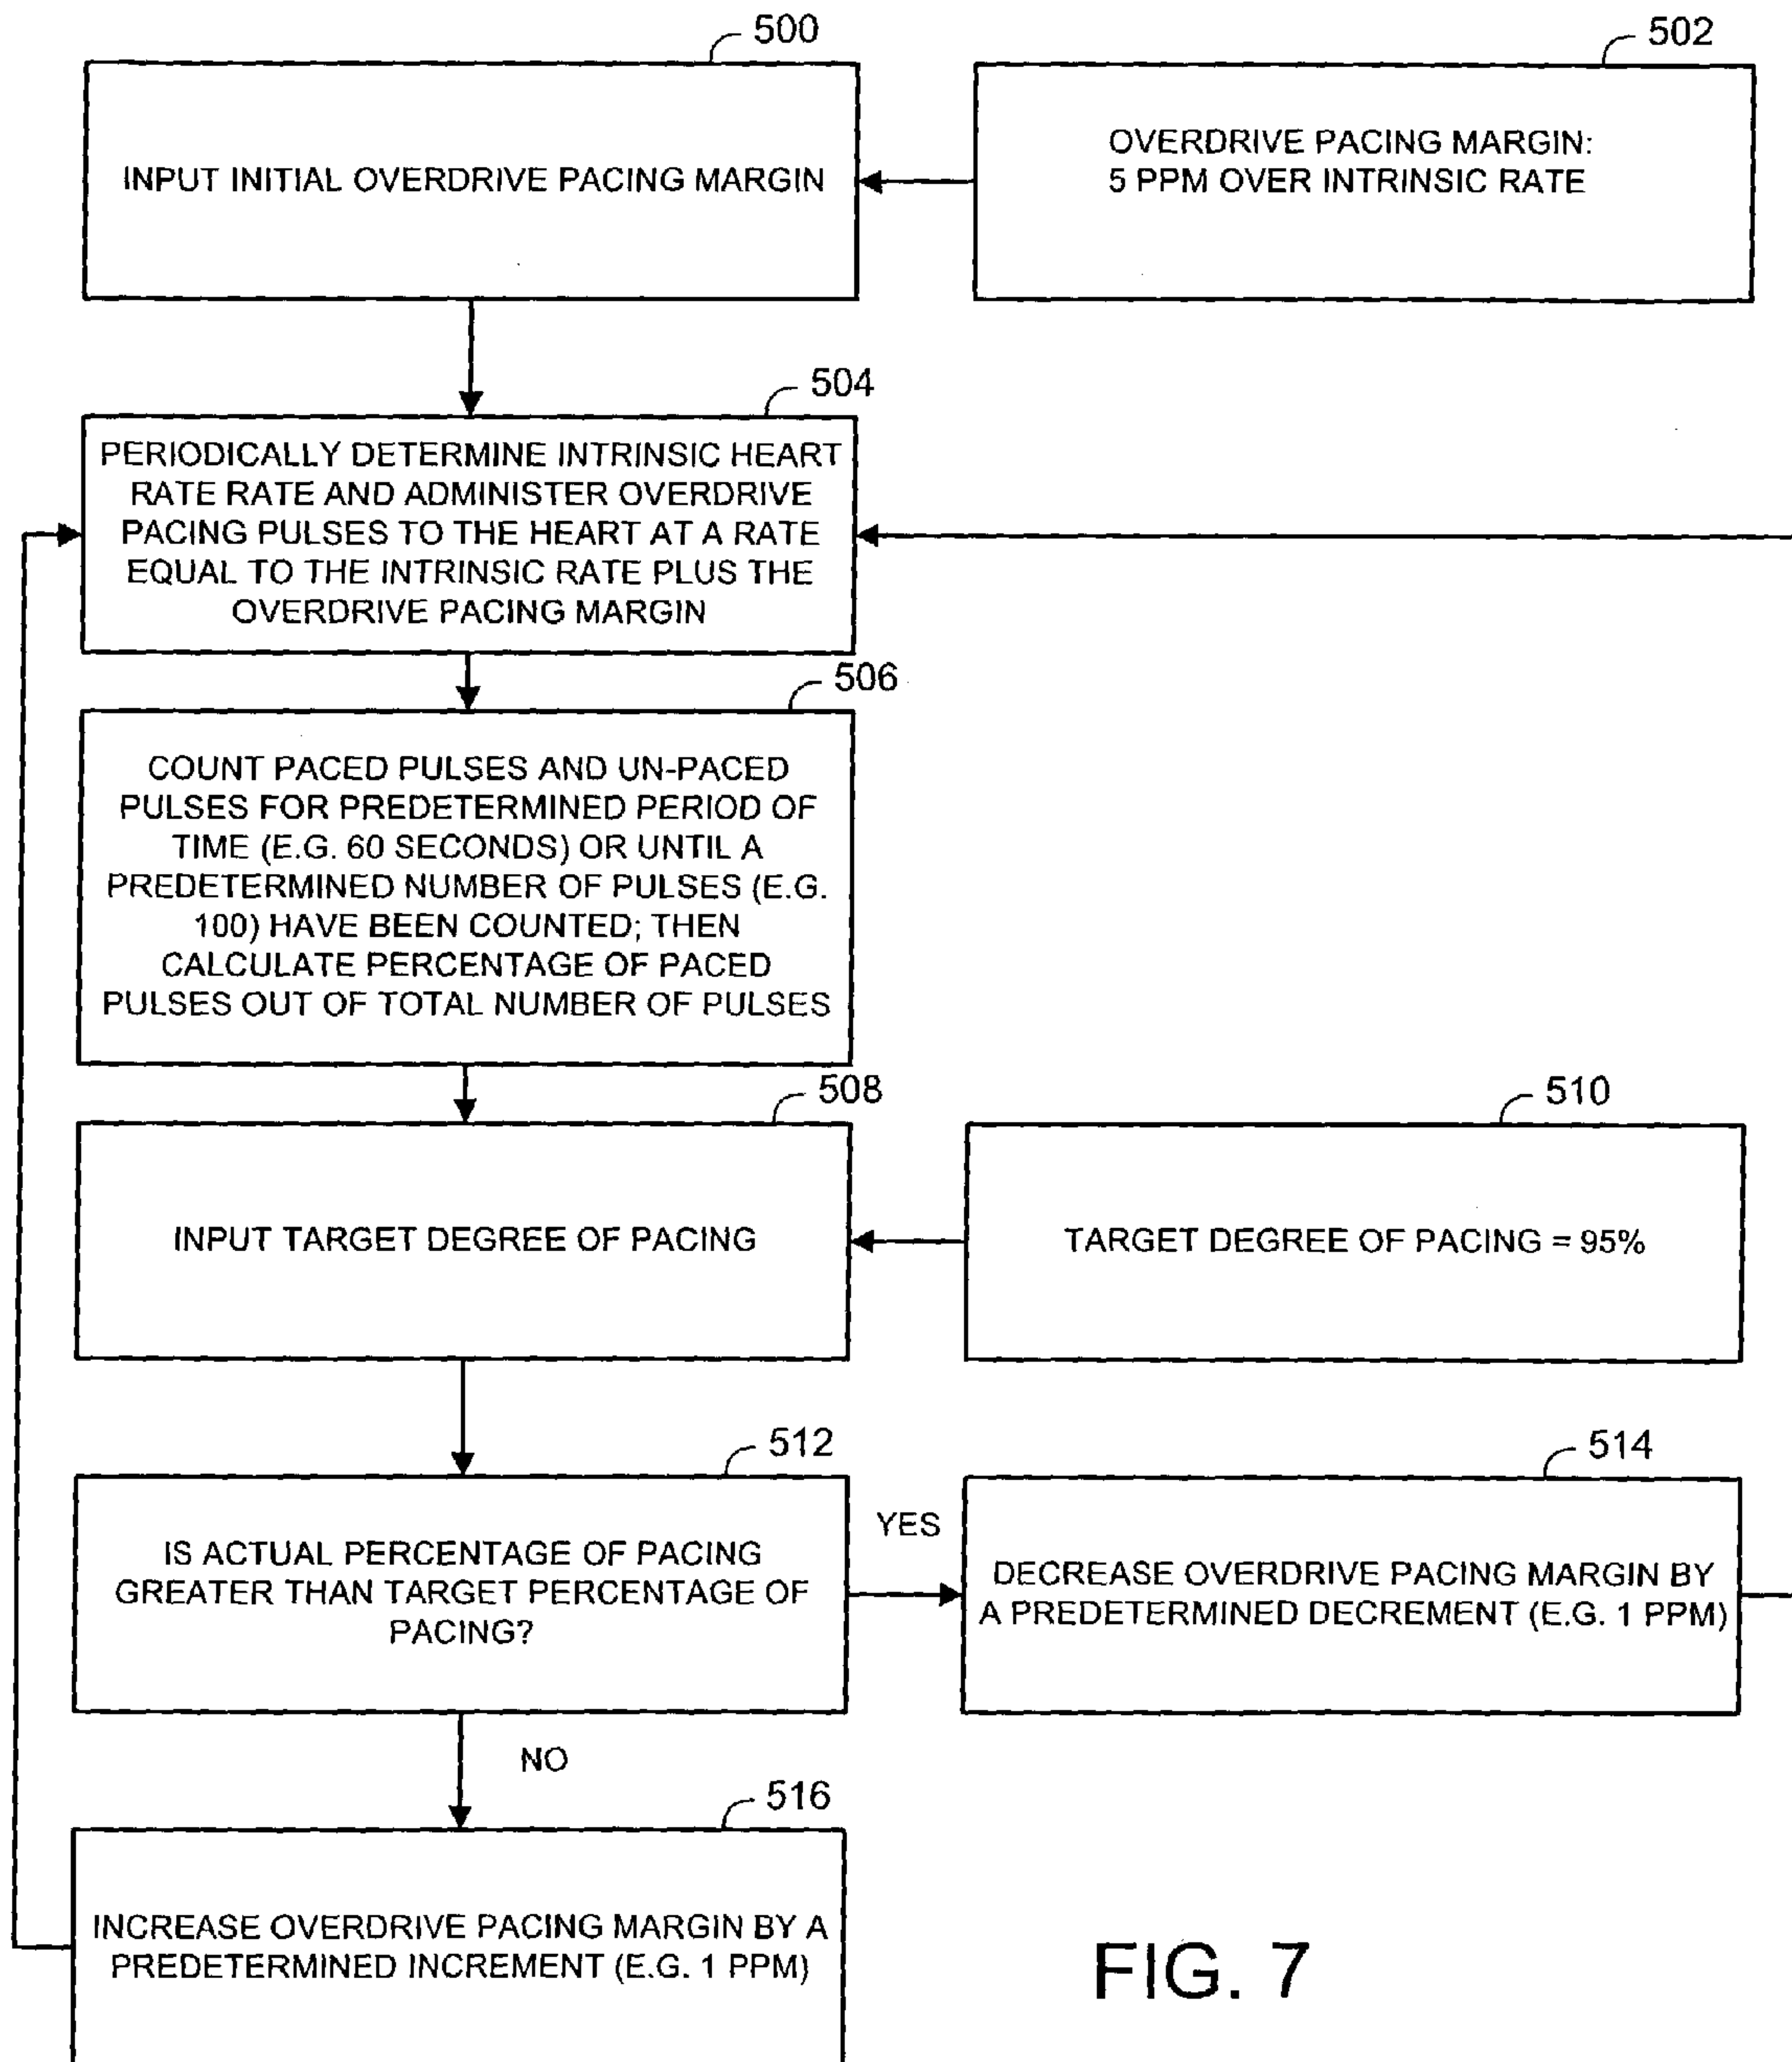 500
502
INPUT INITIAL OVERDRIVE PACING MARGIN
OVERDRIVE PACING MARGIN:
5 PPM OVER INTRINSIC RATE
504
PERIODICALLY DETERMINE INTRINSIC HEART
RATE RATE AND ADMINISTER OVERDRIVE
PACING PULSES TO THE HEART AT A RATE
EQUAL TO THE INTRINSIC RATE PLUS THE
OVERDRIVE PACING MARGIN
506
COUNT PACED PULSES AND UN-PACED
PULSES FOR PREDETERMINED PERIOD OF
TIME (E.G. 60 SECONDS) OR UNTIL A
PREDETERMINED NUMBER OF PULSES (E.G.
100) HAVE BEEN COUNTED; THEN
CALCULATE PERCENTAGE OF PACED
PULSES OUT OF TOTAL NUMBER OF PULSES
508
510
INPUT TARGET DEGREE OF PACING
TARGET DEGREE OF PACING = 95%
512
514
IS ACTUAL PERCENTAGE OF PACING
GREATER THAN TARGET PERCENTAGE OF
PACING?
YES
DECREASE OVERDRIVE PACING MARGIN BY
A PREDETERMINED DECREMENT (E.G. 1 PPM)
NO
516
INCREASE OVERDRIVE PACING MARGIN BY A
PREDETERMINED INCREMENT (E.G. 1 PPM)
FIG. 7